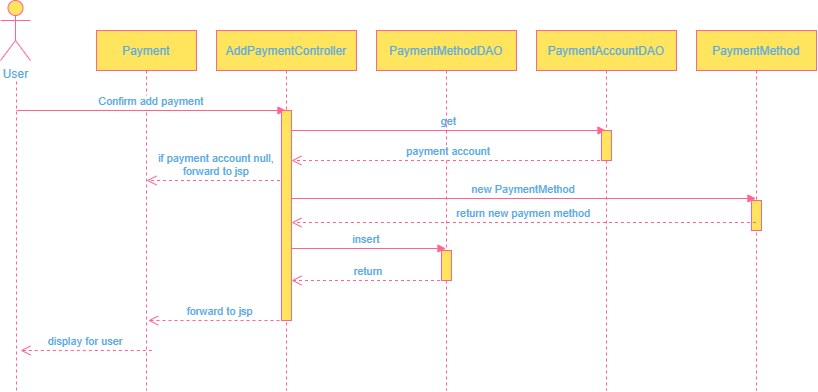 User
Payment
AddPaymentController
PaymentMethodDAO
PaymentAccountDAO
PaymentMethod
Confirm add payment
get
payment account
if payment account null,
forward to jsp
new PaymentMethod
return new paymen method
insert
return
forward to jsp
display for user